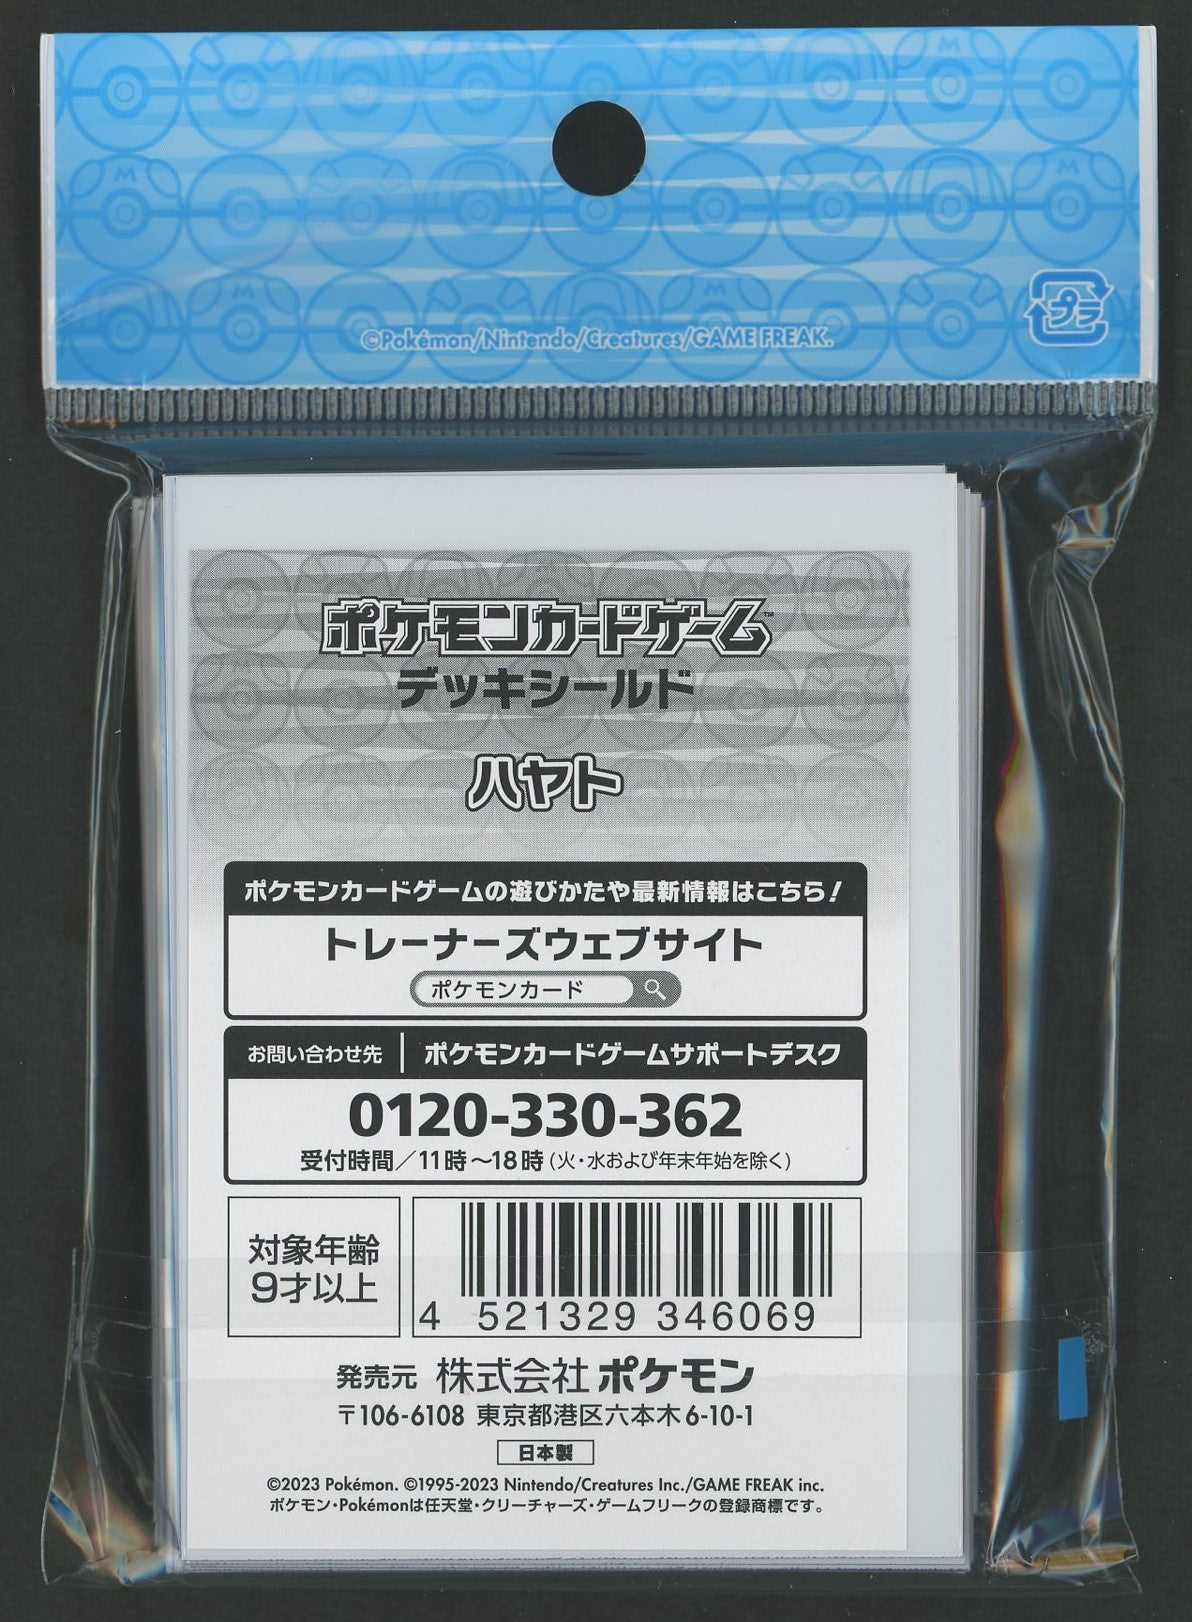 ©Pokémon/Nintendo/Creatures/GAME FREAK.
プラ
ポケモンカードゲーム™
デッキシールド
ハヤト
ポケモンカードゲームの遊びかたや最新情報はこちら!
トレーナーズウェブサイト
ポケモンカード
お問い合わせ先 ポケモンカードゲームサポートデスク
0120-330-362
受付時間/11時~18時(火・水および年末年始を除く)
対象年齢
9才以上
4 521329 346069
発売元 株式会社 ポケモン
〒106-6108 東京都港区六本木6-10-1
日本製
©2023 Pokémon. ©1995-2023 Nintendo/Creatures Inc./GAME FREAK inc.
ポケモン・Pokémonは任天堂・クリーチャーズ・ゲームフリークの登録商標です。